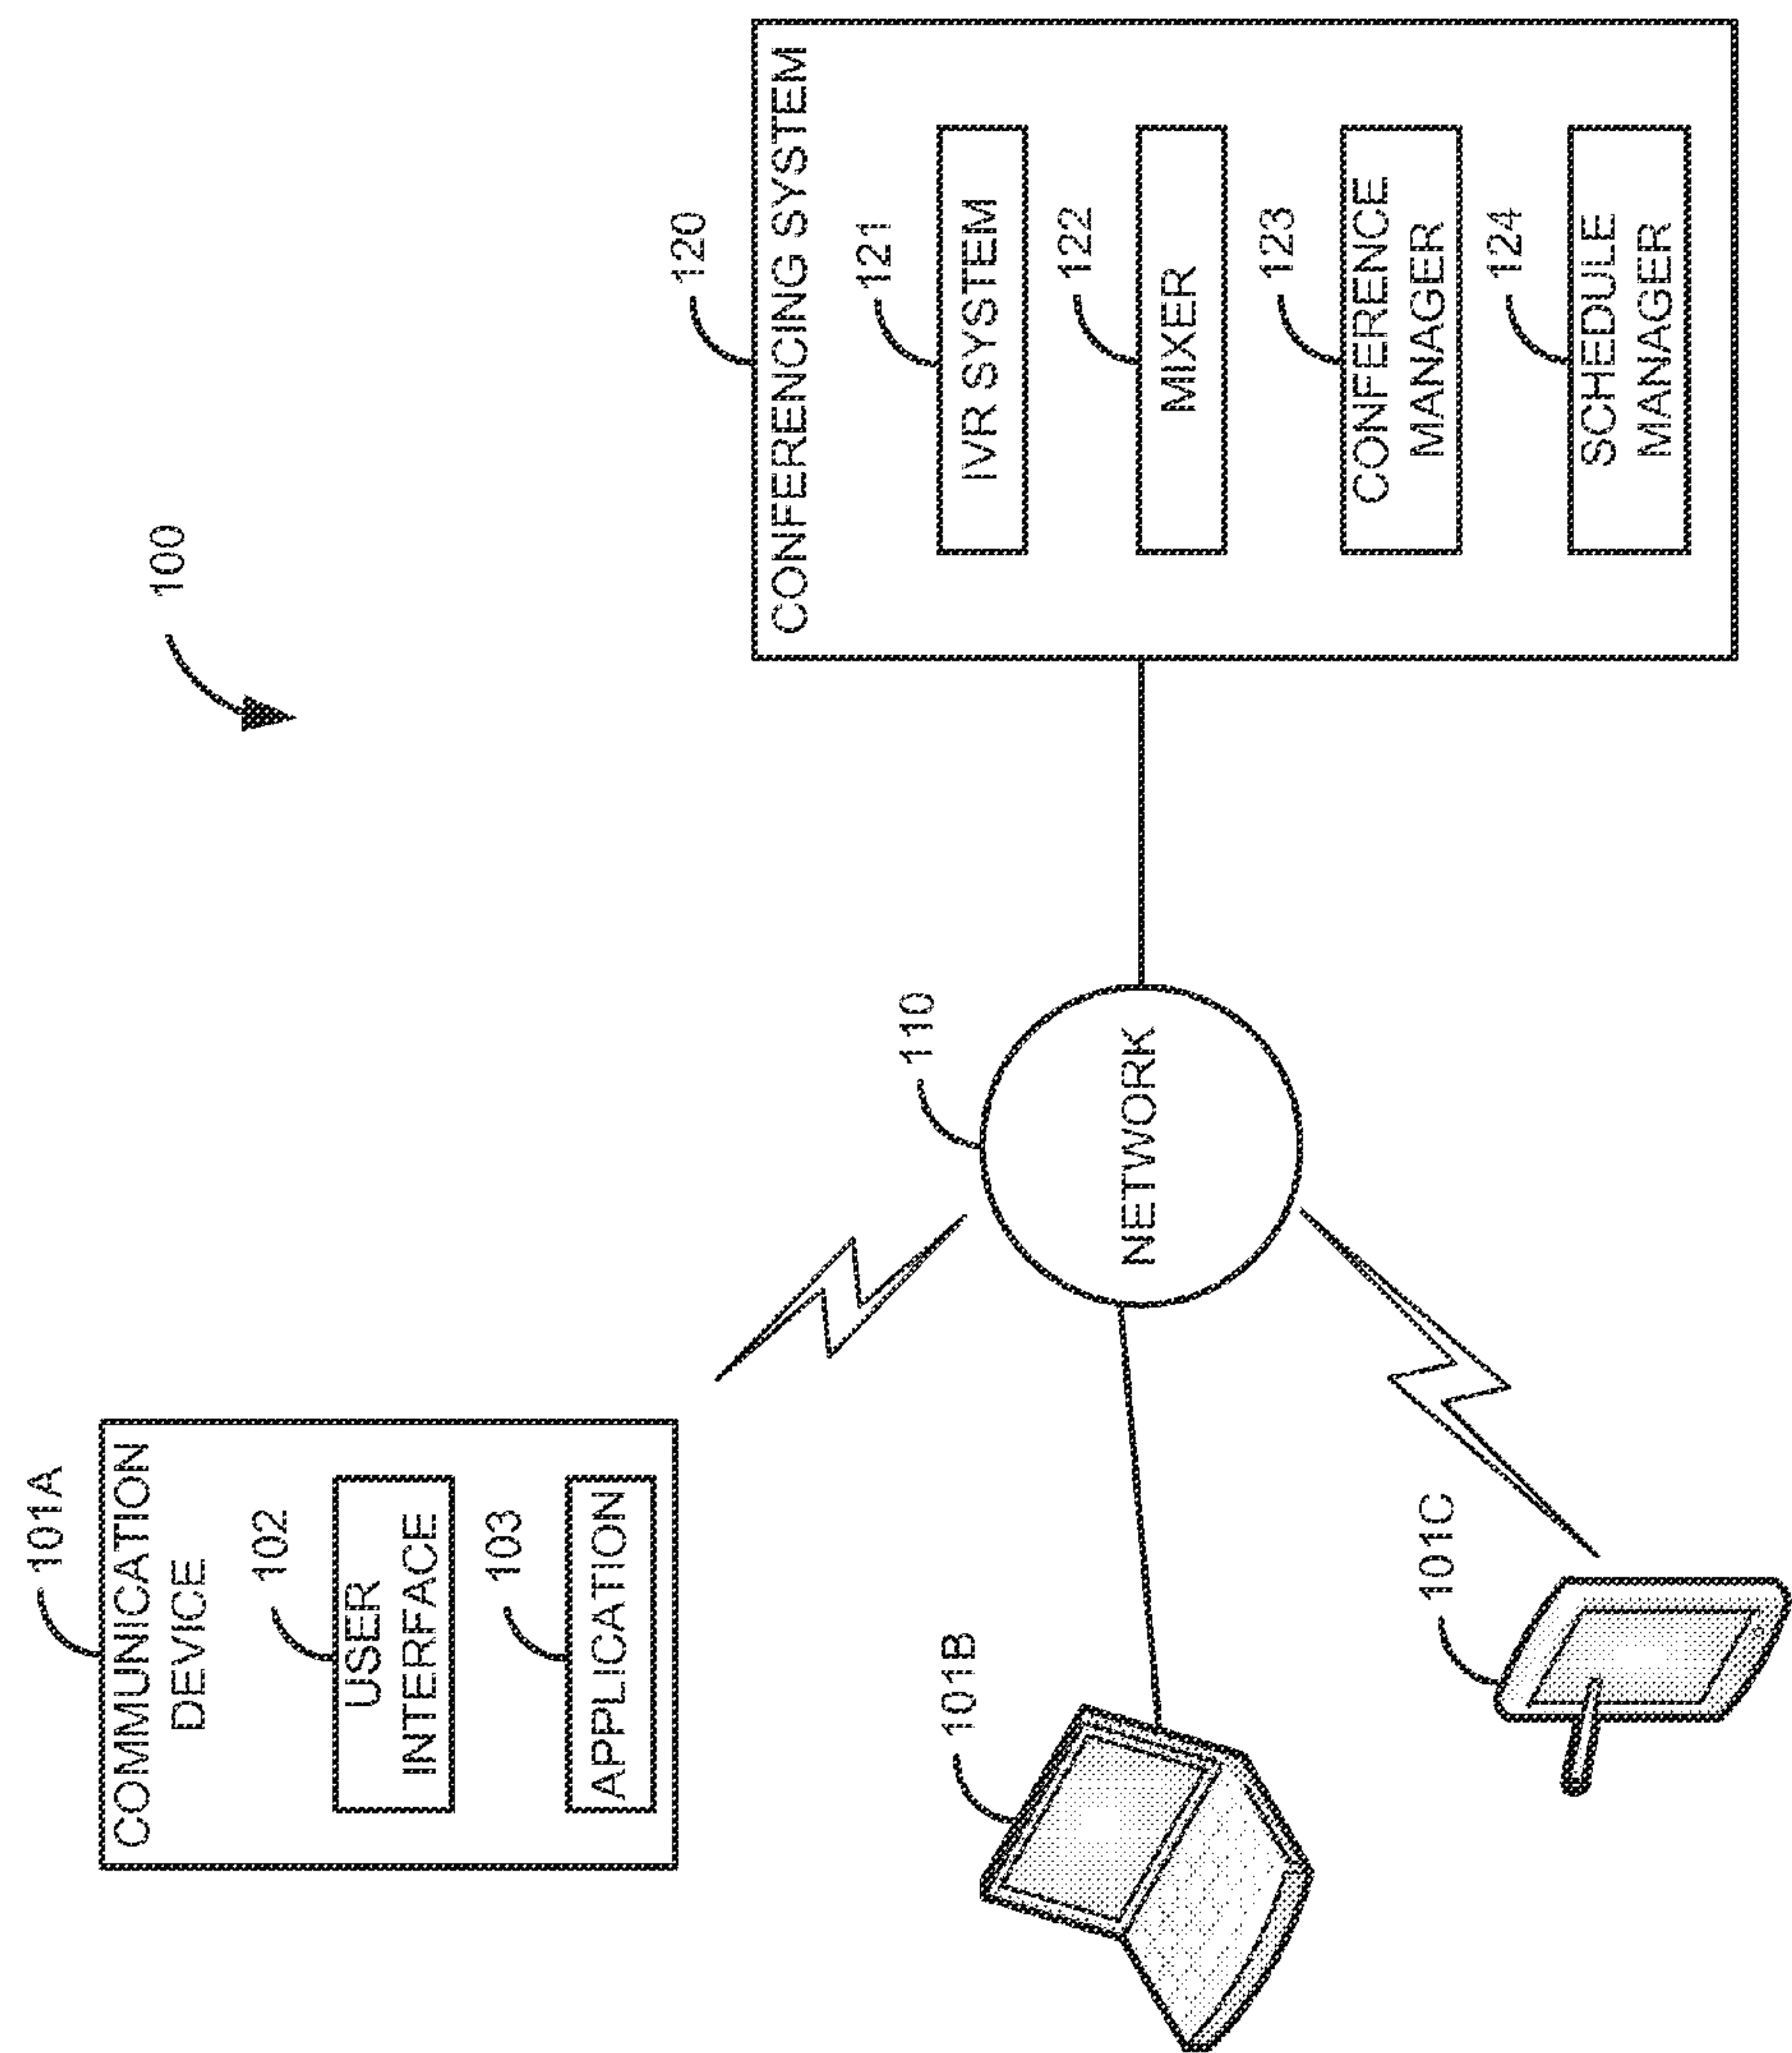 100
101A
COMMUNICATION
DEVICE
102
USER
INTERFACE
103
APPLICATION
101B
101C
110
NETWORK
120
CONFERENCING SYSTEM
121
IVR SYSTEM
122
MIXER
123
CONFERENCE
MANAGER
124
SCHEDULE
MANAGER